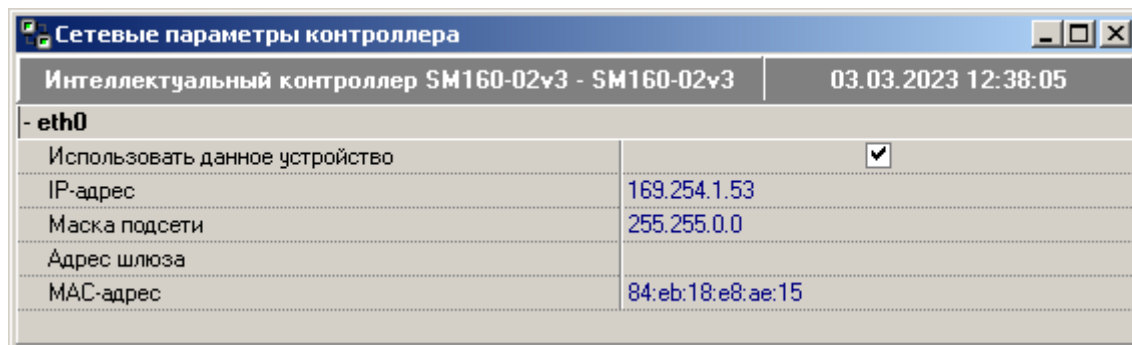 Сетевые параметры контроллера
Интеллектуальный контроллер SM160-02v3 - SM160-02v3 03.03.2023 12:38:05
- eth0
Использовать данное устройство
IP-адрес 169.254.1.53
Маска подсети 255.255.0.0
Адрес шлюза
MAC-адрес 84:eb:18:e8:ae:15